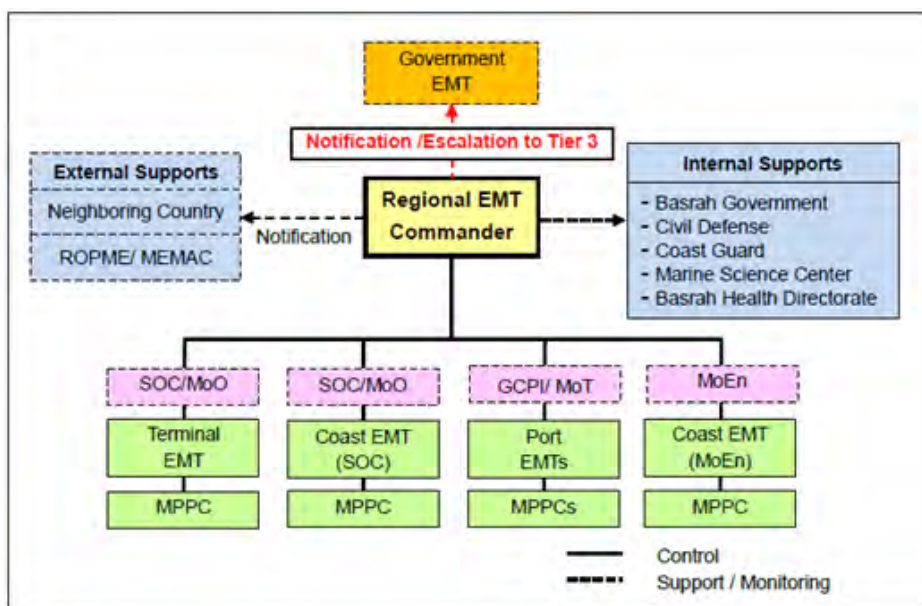 Government
EMT
Notification /Escalation to Tier 3
External Supports
Neighboring Country
ROPME/ MEMAC
Notification
Regional EMT
Commander
Internal Supports
- Basrah Government
- Civil Defense
- Coast Guard
- Marine Science Center
- Basrah Health Directorate
SOC/MoO
SOC/MoO
GCPI/ MoT
MoEn
Terminal
EMT
Coast EMT
(SOC)
Port
EMTs
Coast EMT
(MoEn)
MPPC
MPPC
MPPCs
MPPC
Control
Support / Monitoring